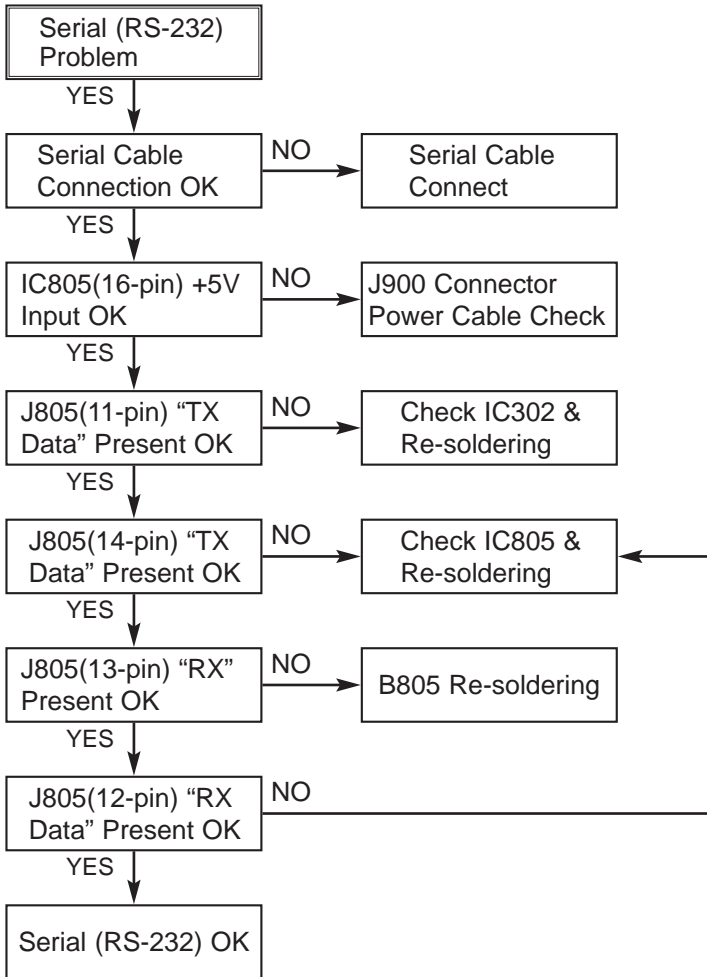 Serial (RS-232)
Problem
YES
Serial Cable
Connection OK
NO
Serial Cable
Connect
YES
IC805(16-pin) +5V
Input OK
NO
J900 Connector
Power Cable Check
YES
J805(11-pin) “TX
Data” Present OK
NO
Check IC302 &
Re-soldering
YES
J805(14-pin) “TX
Data” Present OK
NO
Check IC805 &
Re-soldering
YES
J805(13-pin) “RX”
Present OK
NO
B805 Re-soldering
YES
J805(12-pin) “RX
Data” Present OK
NO
YES
Serial (RS-232) OK